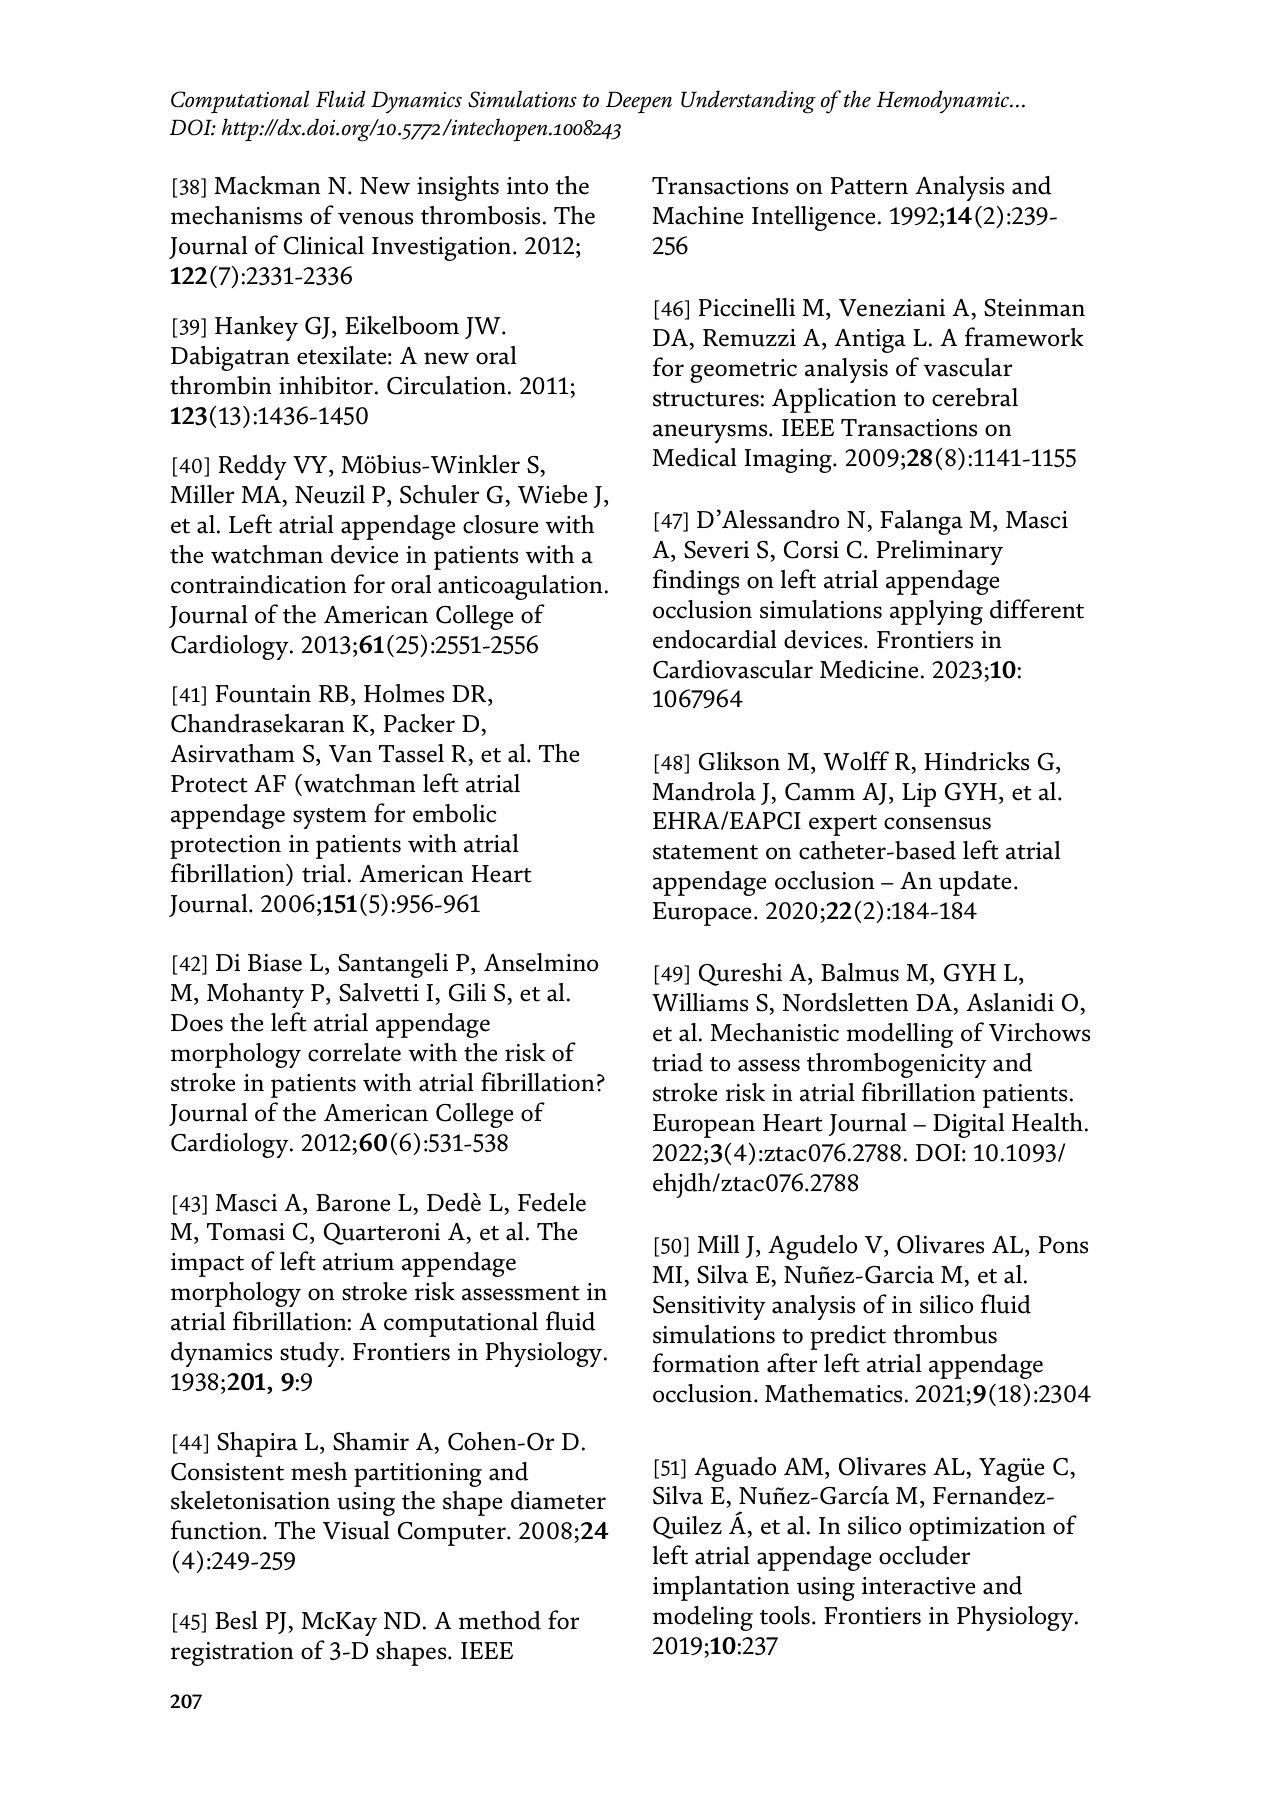 Computational Fluid Dynamics Simulations to Deepen Understanding of the Hemodynamic…
DOI: http://dx.doi.org/10.5772/intechopen.1008243
[38] Mackman N. New insights into the
mechanisms of venous thrombosis. The
Journal of Clinical Investigation. 2012;
122(7):2331-2336
[39] Hankey GJ, Eikelboom JW.
Dabigatran etexilate: A new oral
thrombin inhibitor. Circulation. 2011;
123(13):1436-1450
[40] Reddy VY, Möbius-Winkler S,
Miller MA, Neuzil P, Schuler G, Wiebe J,
et al. Left atrial appendage closure with
the watchman device in patients with a
contraindication for oral anticoagulation.
Journal of the American College of
Cardiology. 2013;61(25):2551-2556
[41] Fountain RB, Holmes DR,
Chandrasekaran K, Packer D,
Asirvatham S, Van Tassel R, et al. The
Protect AF (watchman left atrial
appendage system for embolic
protection in patients with atrial
fibrillation) trial. American Heart
Journal. 2006;151(5):956-961
[42] Di Biase L, Santangeli P, Anselmino
M, Mohanty P, Salvetti I, Gili S, et al.
Does the left atrial appendage
morphology correlate with the risk of
stroke in patients with atrial fibrillation?
Journal of the American College of
Cardiology. 2012;60(6):531-538
[43] Masci A, Barone L, Dedè L, Fedele
M, Tomasi C, Quarteroni A, et al. The
impact of left atrium appendage
morphology on stroke risk assessment in
atrial fibrillation: A computational fluid
dynamics study. Frontiers in Physiology.
1938;201, 9:9
[44] Shapira L, Shamir A, Cohen-Or D.
Consistent mesh partitioning and
skeletonisation using the shape diameter
function. The Visual Computer. 2008;24
(4):249-259
[45] Besl PJ, McKay ND. A method for
registration of 3-D shapes. IEEE
Transactions on Pattern Analysis and
Machine Intelligence. 1992;14(2):239-
256
[46] Piccinelli M, Veneziani A, Steinman
DA, Remuzzi A, Antiga L. A framework
for geometric analysis of vascular
structures: Application to cerebral
aneurysms. IEEE Transactions on
Medical Imaging. 2009;28(8):1141-1155
[47] D’Alessandro N, Falanga M, Masci
A, Severi S, Corsi C. Preliminary
findings on left atrial appendage
occlusion simulations applying different
endocardial devices. Frontiers in
Cardiovascular Medicine. 2023;10:
1067964
[48] Glikson M, Wolff R, Hindricks G,
Mandrola J, Camm AJ, Lip GYH, et al.
EHRA/EAPCI expert consensus
statement on catheter-based left atrial
appendage occlusion – An update.
Europace. 2020;22(2):184-184
[49] Qureshi A, Balmus M, GYH L,
Williams S, Nordsletten DA, Aslanidi O,
et al. Mechanistic modelling of Virchows
triad to assess thrombogenicity and
stroke risk in atrial fibrillation patients.
European Heart Journal – Digital Health.
2022;3(4):ztac076.2788. DOI: 10.1093/
ehjdh/ztac076.2788
[50] Mill J, Agudelo V, Olivares AL, Pons
MI, Silva E, Nuñez-Garcia M, et al.
Sensitivity analysis of in silico fluid
simulations to predict thrombus
formation after left atrial appendage
occlusion. Mathematics. 2021;9(18):2304
[51] Aguado AM, Olivares AL, Yagüe C,
Silva E, Nuñez-García M, Fernandez-
Quilez Á, et al. In silico optimization of
left atrial appendage occluder
implantation using interactive and
modeling tools. Frontiers in Physiology.
2019;10:237
207